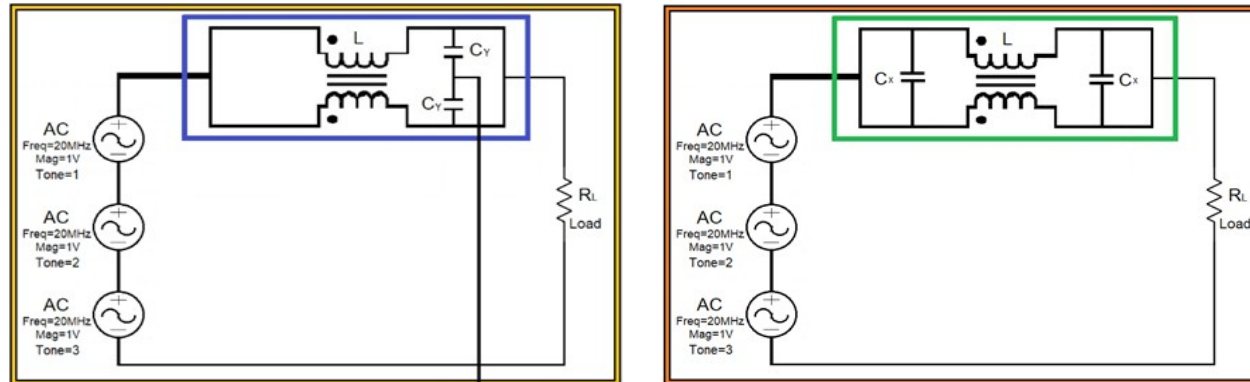 L
CY
CY
AC
Freq=20MHz
Mag=1V
Tone=1
AC
Freq=20MHz
Mag=1V
Tone=2
AC
Freq=20MHz
Mag=1V
Tone=3
RL
Load
L
Cx
Cx
AC
Freq=20MHz
Mag=1V
Tone=1
AC
Freq=20MHz
Mag=1V
Tone=2
AC
Freq=20MHz
Mag=1V
Tone=3
RL
Load